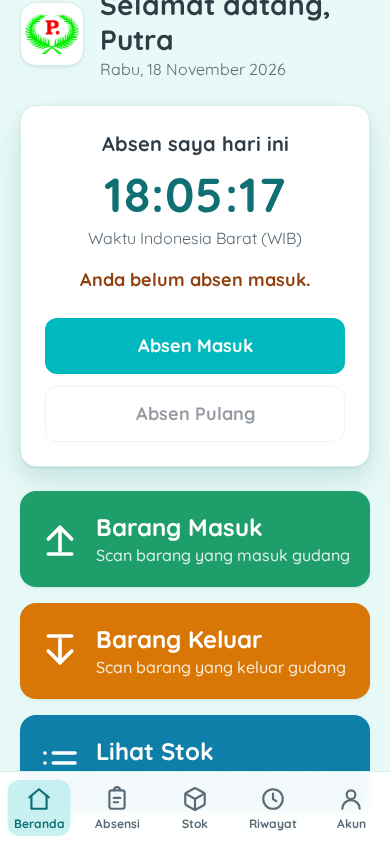 Selamat datang,
P.
Putra
Rabu, 18 November 2026
Absen saya hari ini
18:05:17
Waktu Indonesia Barat (WIB)
Anda belum absen masuk.
Absen Masuk
Absen Pulang
Barang Masuk
Scan barang yang masuk gudang
Barang Keluar
Scan barang yang keluar gudang
Lihat Stok
Beranda
Absensi
Stok
Riwayat
Akun